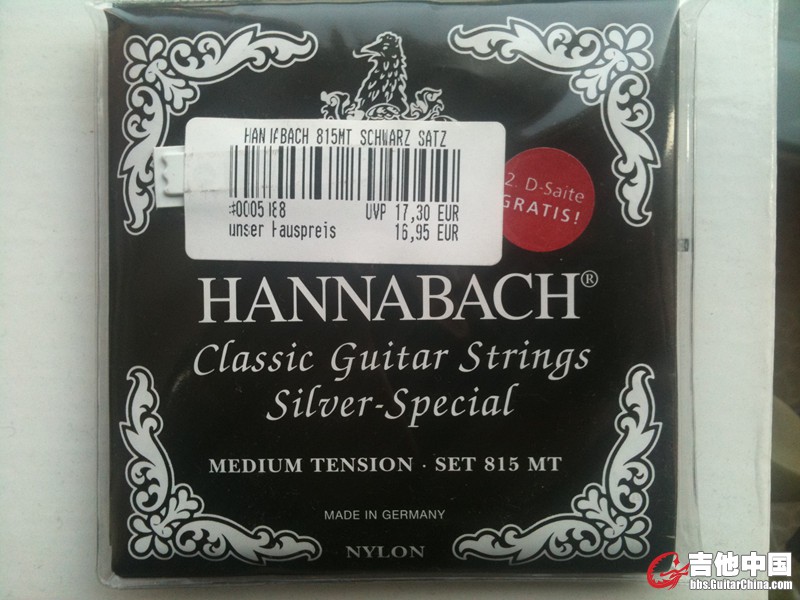 HANNABACH 815MT SCHWARZ SATZ
#0005188 UVP 17,30 EUR
unser Hauspreis 16,95 EUR
2. D-Saite
GRATIS!
HANNABACH®
Classic Guitar Strings
Silver-Special
MEDIUM TENSION · SET 815 MT
MADE IN GERMANY
NYLON
吉他中国
bbs.GuitarChina.com